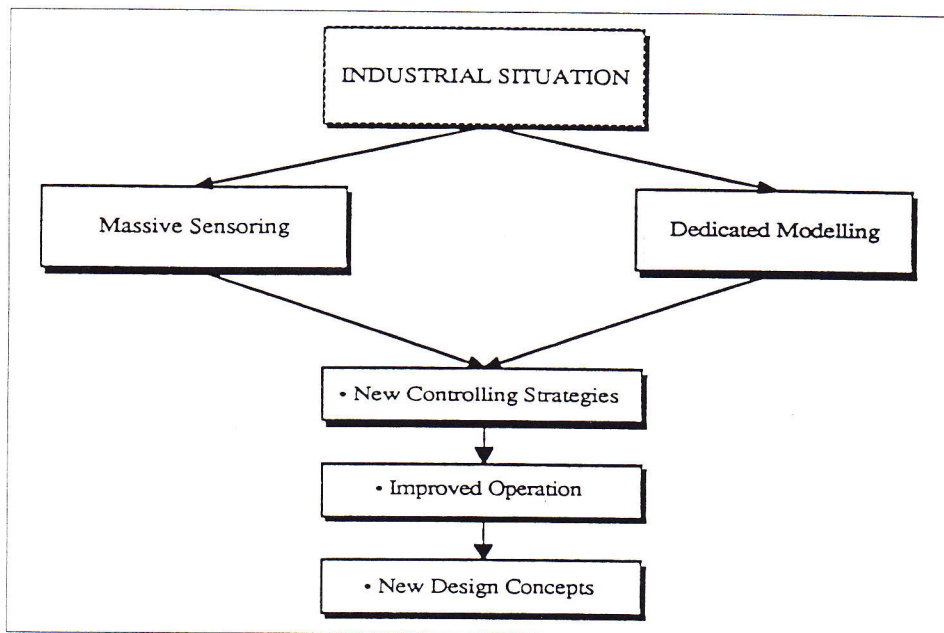 INDUSTRIAL SITUATION
Massive Sensoring
Dedicated Modelling
• New Controlling Strategies
• Improved Operation
• New Design Concepts